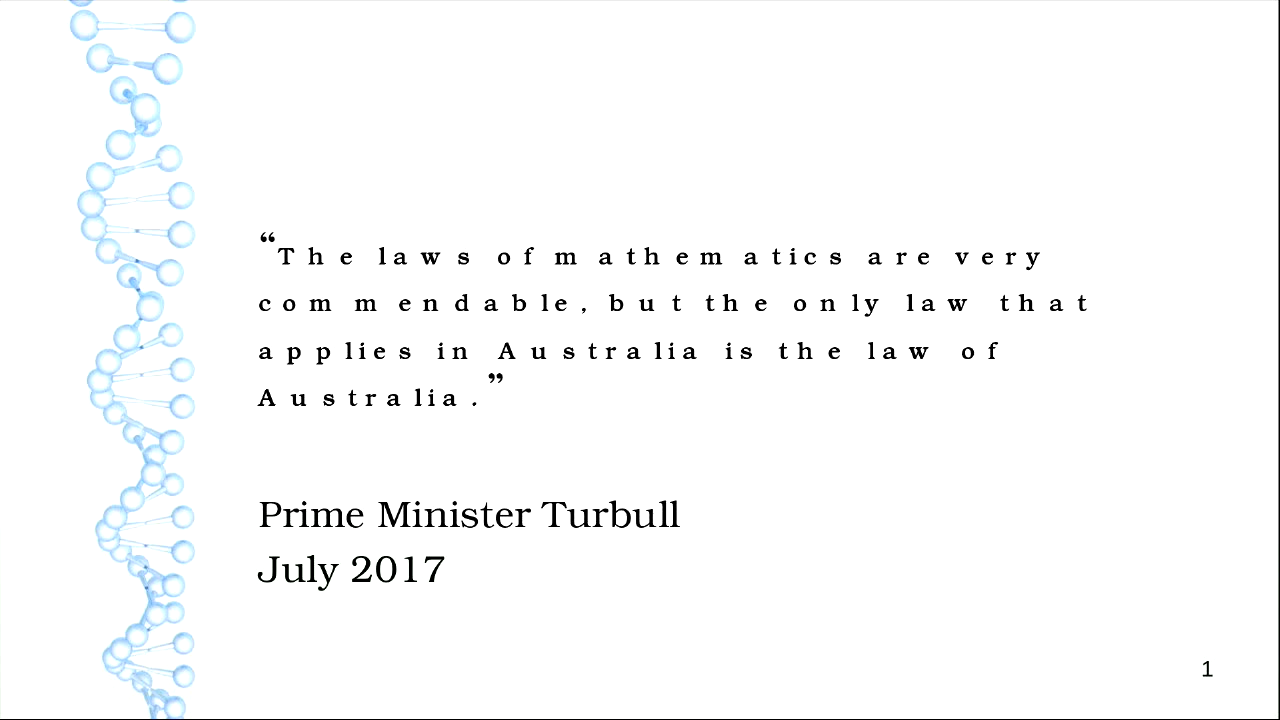 “The laws of mathematics are very
commendable, but the only law that
applies in Australia is the law of
Australia.”
Prime Minister Turbull
July 2017
1